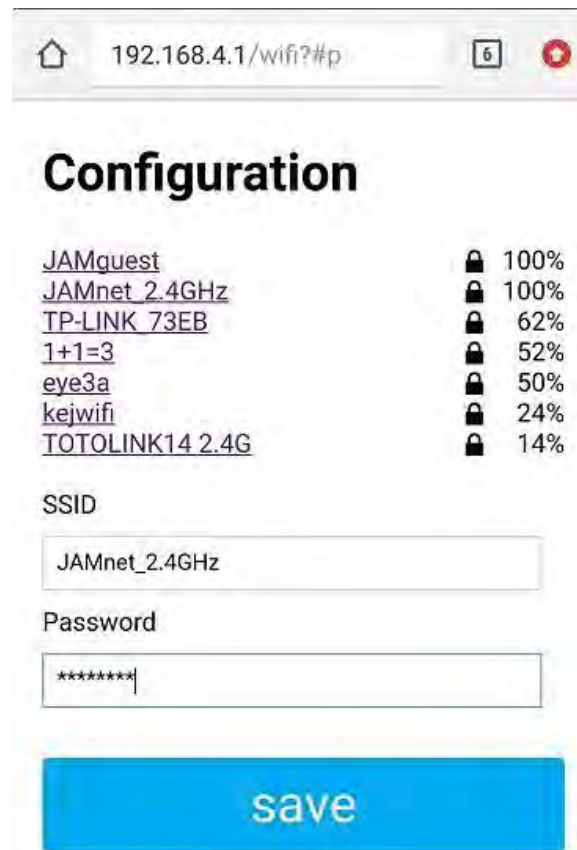 192.168.4.1/wifi?#p 6
Configuration
JAMguest 100%
JAMnet_2.4GHz 100%
TP-LINK_73EB 62%
1+1=3 52%
eye3a 50%
kejwifi 24%
TOTOLINK14 2.4G 14%
SSID
JAMnet_2.4GHz
Password
********
save